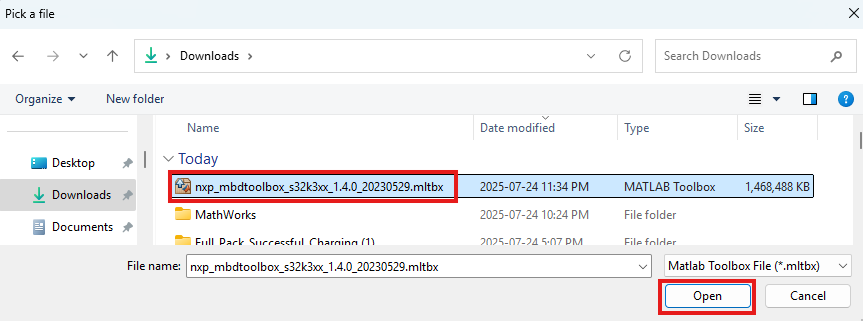 Pick a file
Downloads
Search Downloads
Organize New folder
Name Date modified Type Size
Desktop
Downloads
Documents
Today
nxp_mbdtoolbox_s32k3xx_1.4.0_20230529.mltbx 2025-07-24 11:34 PM MATLAB Toolbox 1,468,488 KB
MathWorks 2025-07-24 10:24 PM File folder
Full_Pack_Successful_Charging (1) 2025-07-24 5:07 PM File folder
File name: nxp_mbdtoolbox_s32k3xx_1.4.0_20230529.mltbx Matlab Toolbox File (*.mltbx)
Open Cancel